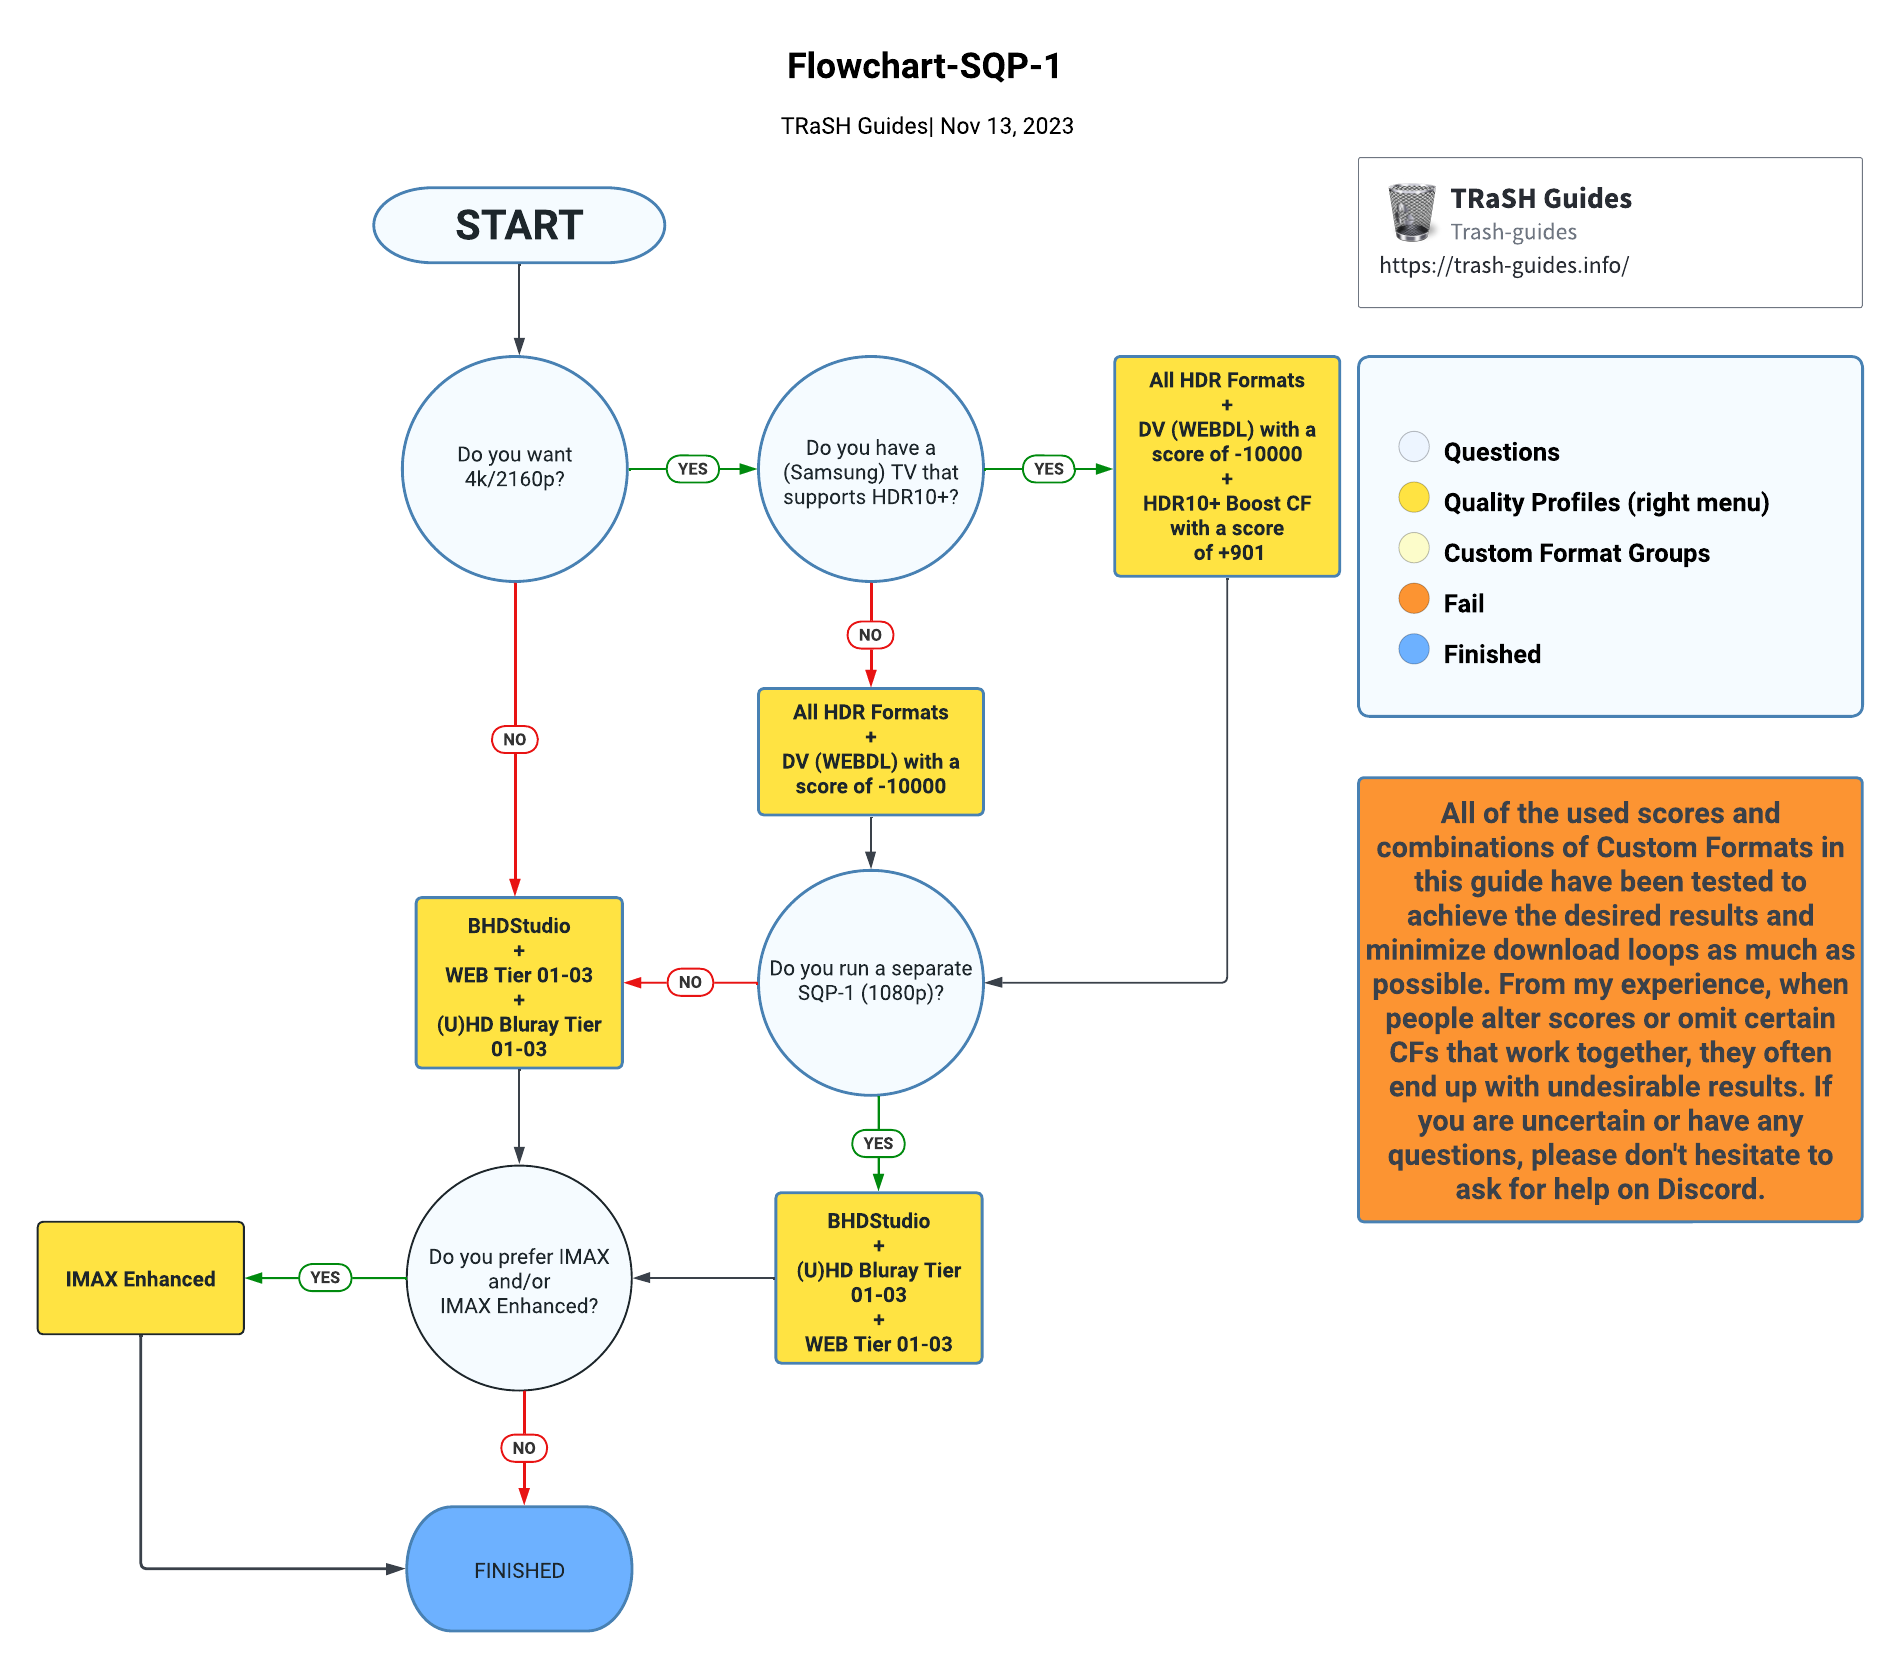 Flowchart-SQP-1
TRaSH Guides| Nov 13, 2023
TRaSH Guides
Trash-guides
https://trash-guides.info/
START
Do you want
4k/2160p?
YES
Do you have a
(Samsung) TV that
supports HDR10+?
YES
All HDR Formats
+
DV (WEBDL) with a
score of -10000
+
HDR10+ Boost CF
with a score
of +901
Questions
Quality Profiles (right menu)
Custom Format Groups
Fail
Finished
NO
NO
All HDR Formats
+
DV (WEBDL) with a
score of -10000
All of the used scores and
combinations of Custom Formats in
this guide have been tested to
achieve the desired results and
minimize download loops as much as
possible. From my experience, when
people alter scores or omit certain
CFs that work together, they often
end up with undesirable results. If
you are uncertain or have any
questions, please don't hesitate to
ask for help on Discord.
BHDStudio
+
WEB Tier 01-03
+
(U)HD Bluray Tier
01-03
NO
Do you run a separate
SQP-1 (1080p)?
YES
BHDStudio
+
(U)HD Bluray Tier
01-03
+
WEB Tier 01-03
IMAX Enhanced
YES
Do you prefer IMAX
and/or
IMAX Enhanced?
NO
FINISHED